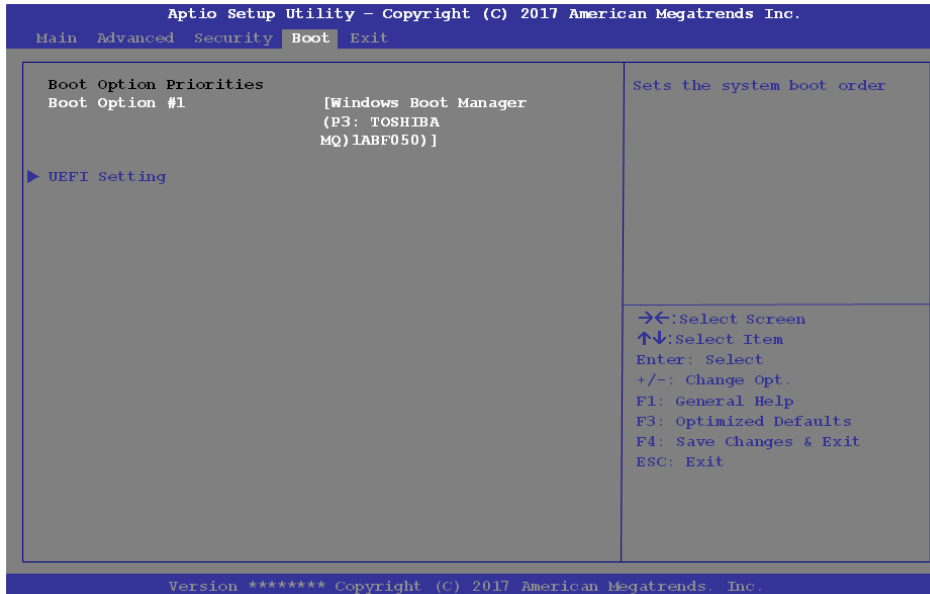 Aptio Setup Utility – Copyright (C) 2017 American Megatrends Inc.
Main Advanced Security Boot Exit
Boot Option Priorities
Boot Option #1 [Windows Boot Manager
(P3: TOSHIBA
MQ)1ABF050)]
▶ UEFI Setting
Sets the system boot order
→←:Select Screen
↑↓:Select Item
Enter: Select
+/-: Change Opt.
F1: General Help
F3: Optimized Defaults
F4: Save Changes & Exit
ESC: Exit
Version ******** Copyright (C) 2017 American Megatrends. Inc.